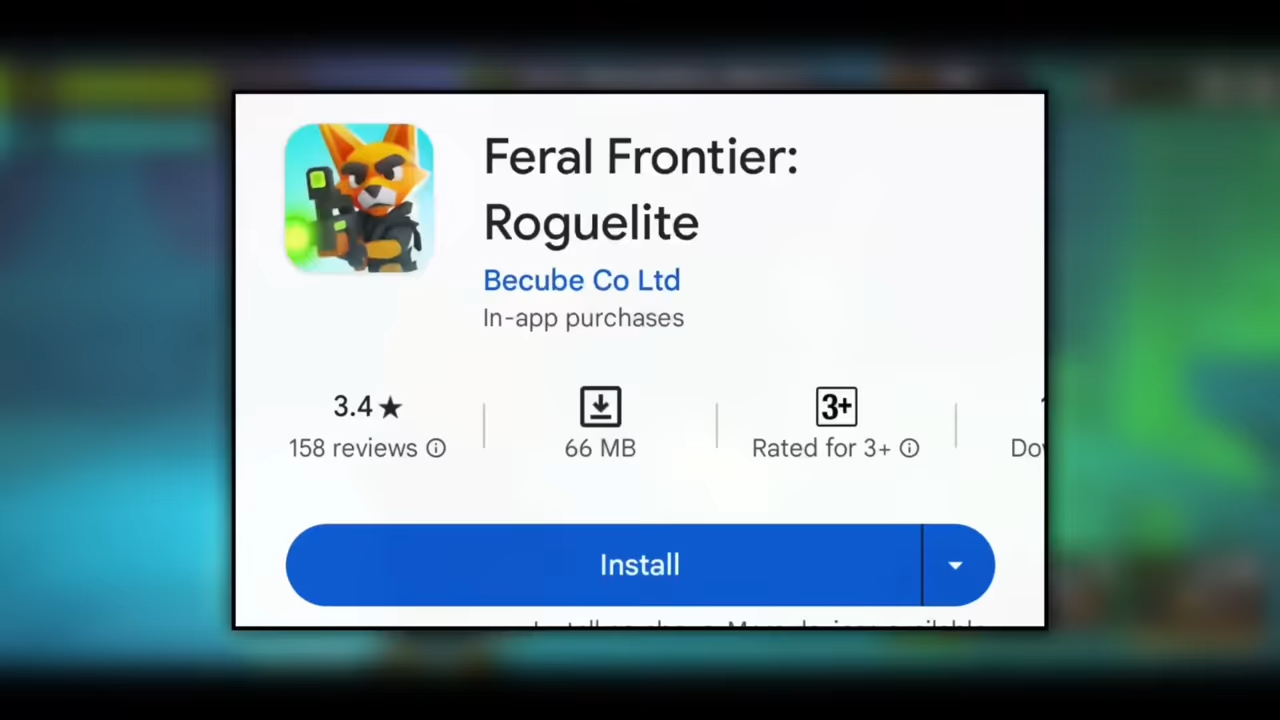 Feral Frontier:
Roguelite
Becube Co Ltd
In-app purchases
3.4★
158 reviews
66 MB
3+
Rated for 3+
Install